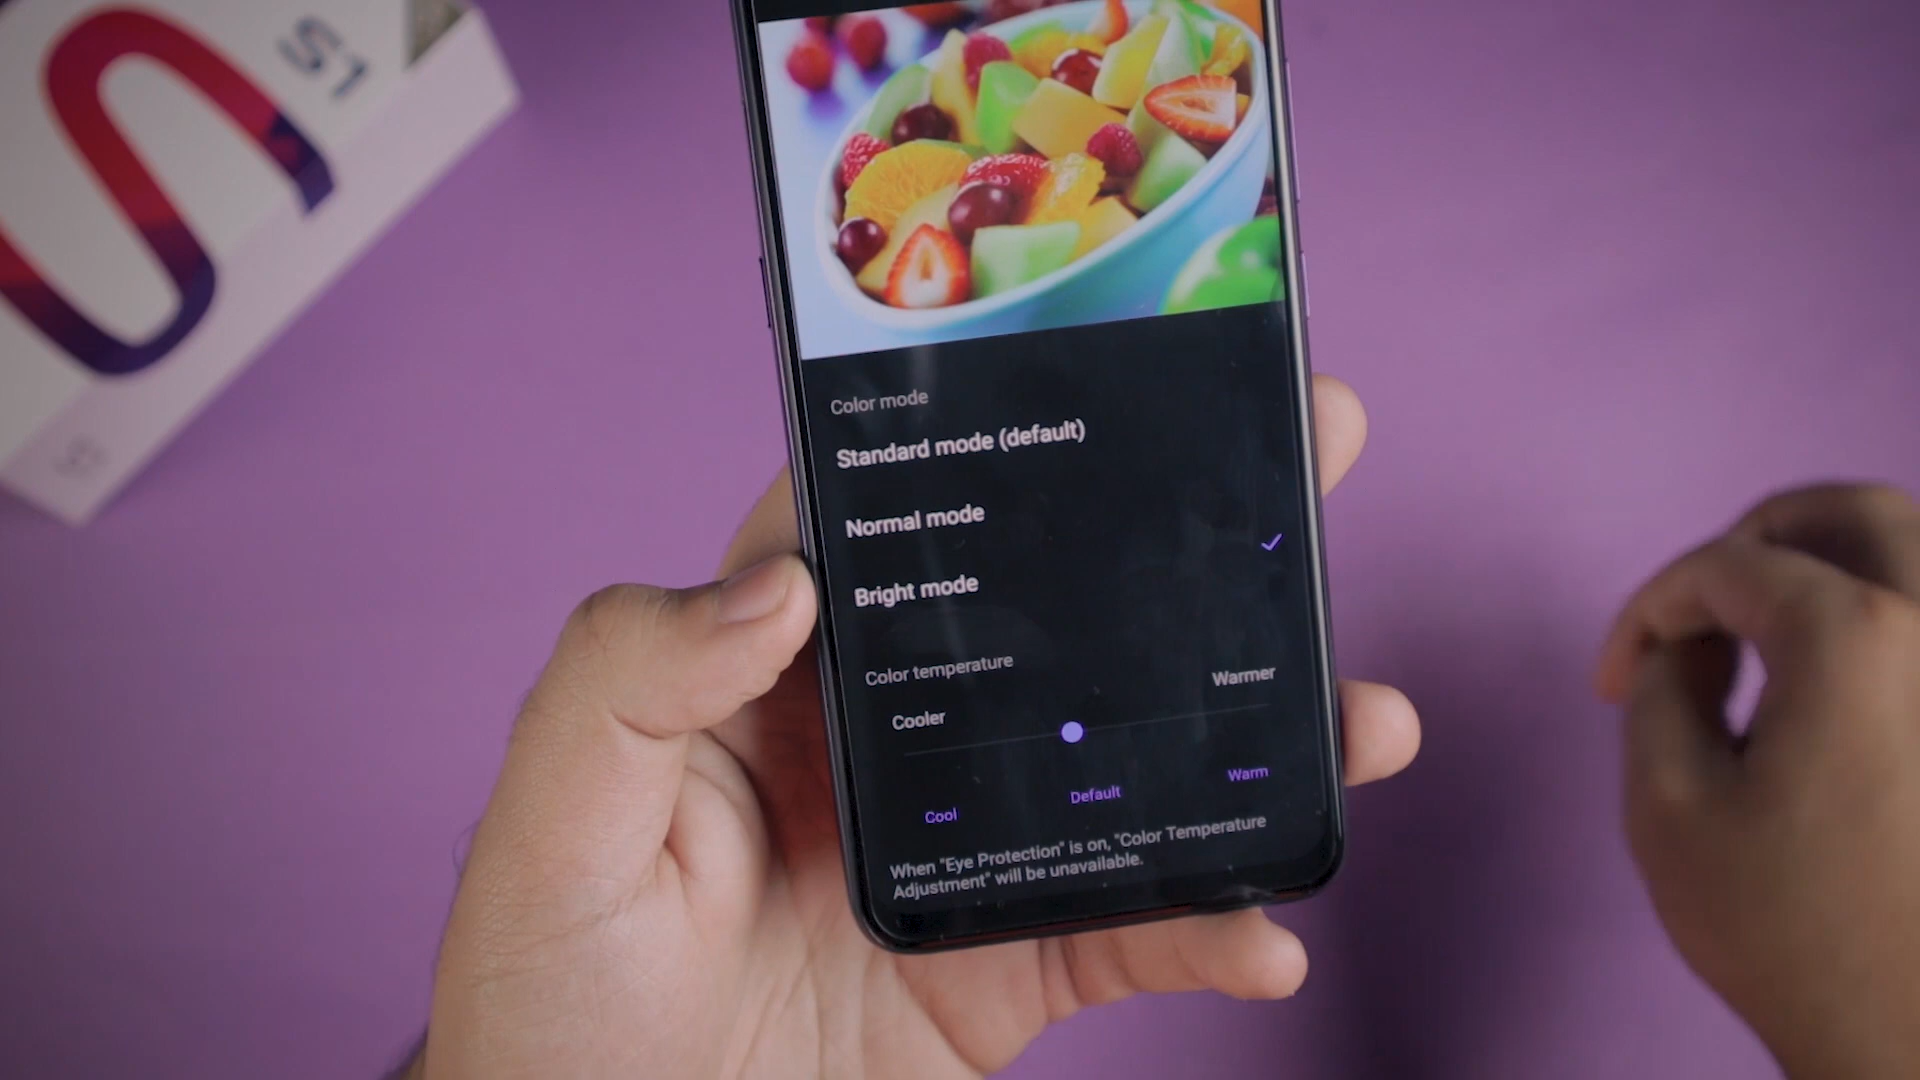 S1
Color mode
Standard mode (default)
Normal mode
Bright mode
Color temperature
Cooler
Warmer
Cool
Default
Warm
When "Eye Protection" is on, "Color Temperature
Adjustment" will be unavailable.